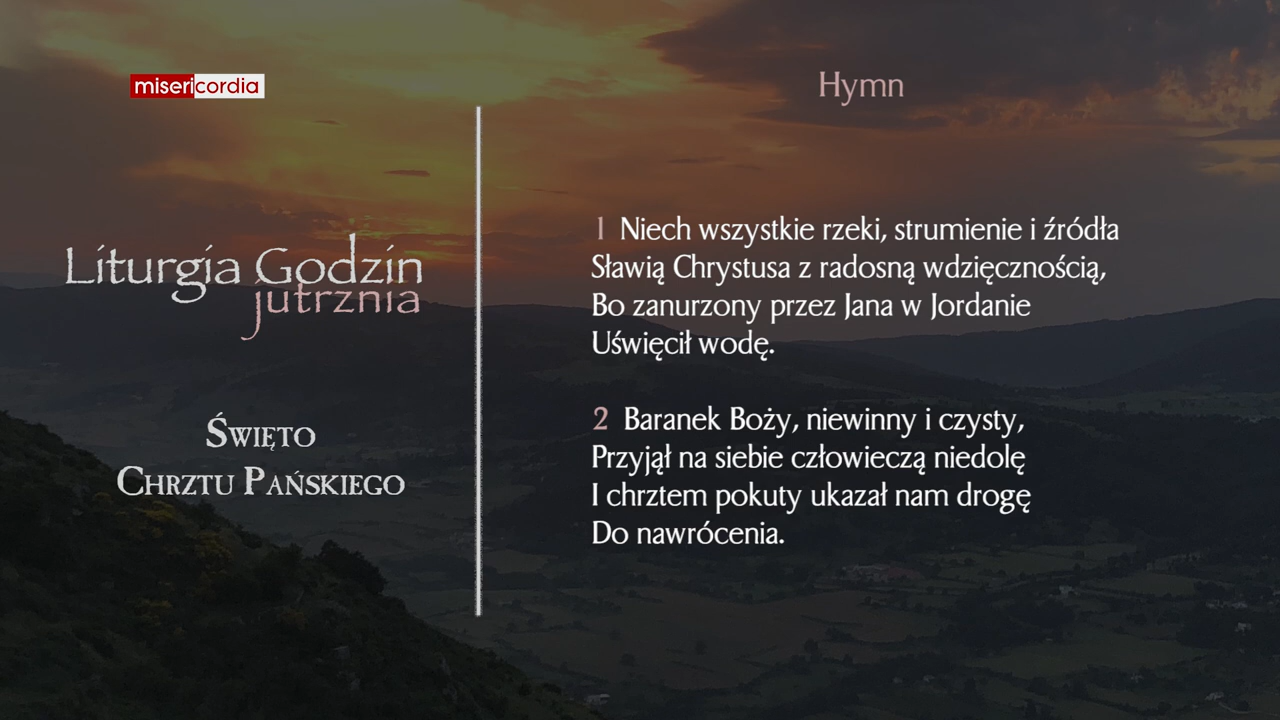 misericordia
Liturgia Godzin
jutrznia
Święto
Chrztu Pańskiego
Hymn
1 Niech wszystkie rzeki, strumienie i źródła
Sławią Chrystusa z radosną wdzięcznością,
Bo zanurzony przez Jana w Jordanie
Uświęcił wodę.
2 Baranek Boży, niewinny i czysty,
Przyjął na siebie człowieczą niedolę
I chrztem pokuty ukazał nam drogę
Do nawrócenia.